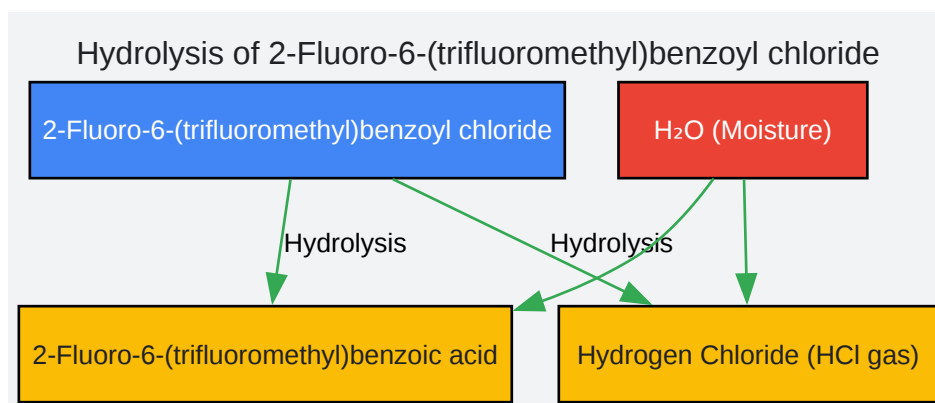 Hydrolysis of 2-Fluoro-6-(trifluoromethyl)benzoyl chloride
2-Fluoro-6-(trifluoromethyl)benzoyl chloride
H₂O (Moisture)
Hydrolysis
Hydrolysis
2-Fluoro-6-(trifluoromethyl)benzoic acid
Hydrogen Chloride (HCl gas)